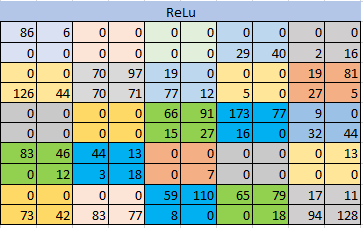 ReLu
86 6 0 0 0 0 0 0 0 0
0 0 0 0 0 0 29 40 2 16
0 0 70 97 19 0 0 0 19 81
126 44 70 71 77 12 5 0 27 5
0 0 0 0 66 91 173 77 9 0
0 0 0 0 15 27 16 0 32 44
83 46 44 13 0 0 0 0 0 13
0 12 3 18 0 7 0 0 0 0
0 0 0 0 59 110 65 79 17 11
73 42 83 77 8 0 0 18 94 128